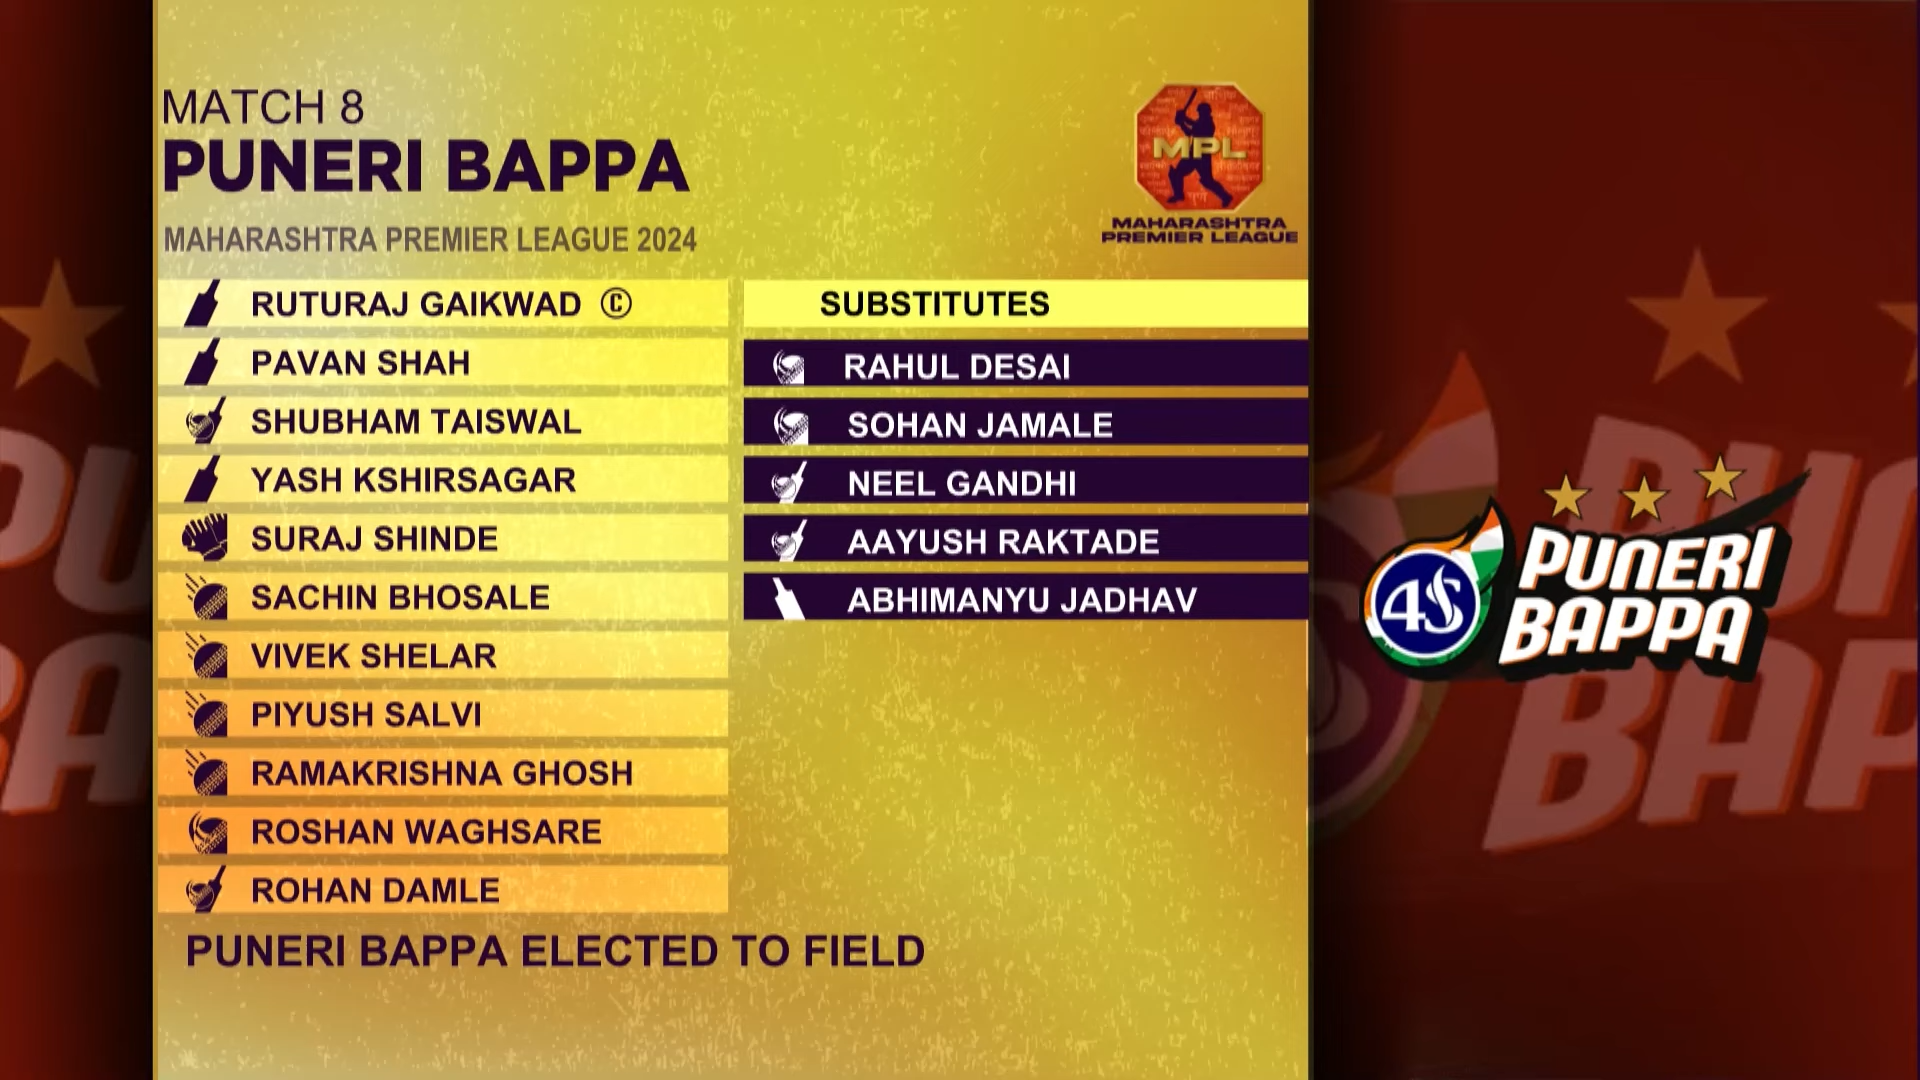 MATCH 8
PUNERI BAPPA
MAHARASHTRA PREMIER LEAGUE 2024
MPL
MAHARASHTRA
PREMIER LEAGUE
RUTURAJ GAIKWAD ©
PAVAN SHAH
SHUBHAM TAISWAL
YASH KSHIRSAGAR
SURAJ SHINDE
SACHIN BHOSALE
VIVEK SHELAR
PIYUSH SALVI
RAMAKRISHNA GHOSH
ROSHAN WAGHSARE
ROHAN DAMLE
SUBSTITUTES
RAHUL DESAI
SOHAN JAMALE
NEEL GANDHI
AAYUSH RAKTADE
ABHIMANYU JADHAV
PUNERI BAPPA ELECTED TO FIELD
4S
PUNERI
BAPPA